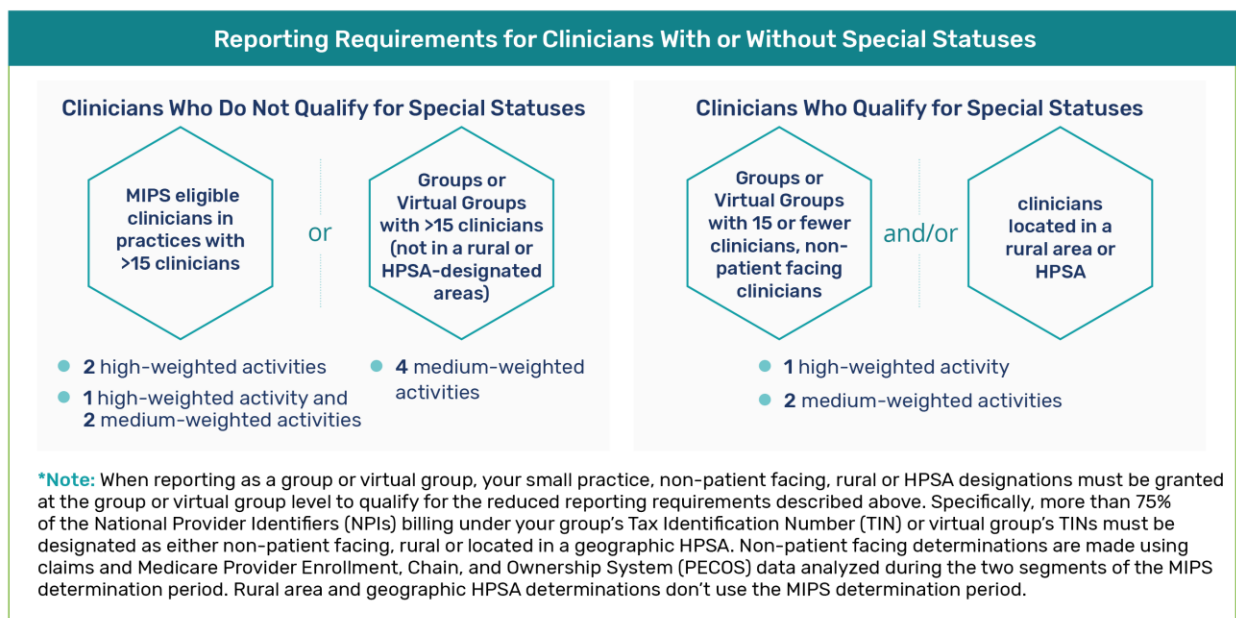 Reporting Requirements for Clinicians With or Without Special Statuses
Clinicians Who Do Not Qualify for Special Statuses
MIPS eligible
clinicians in
practices with
>15 clinicians
or
Groups or
Virtual Groups
with >15 clinicians
(not in a rural or
HPSA-designated
areas)
2 high-weighted activities
1 high-weighted activity and
2 medium-weighted activities
4 medium-weighted
activities
Clinicians Who Qualify for Special Statuses
Groups or
Virtual Groups
with 15 or fewer
clinicians, non-
patient facing
clinicians
and/or
clinicians
located in a
rural area or
HPSA
1 high-weighted activity
2 medium-weighted activities
*Note: When reporting as a group or virtual group, your small practice, non-patient facing, rural or HPSA designations must be granted
at the group or virtual group level to qualify for the reduced reporting requirements described above. Specifically, more than 75%
of the National Provider Identifiers (NPIs) billing under your group’s Tax Identification Number (TIN) or virtual group’s TINs must be
designated as either non-patient facing, rural or located in a geographic HPSA. Non-patient facing determinations are made using
claims and Medicare Provider Enrollment, Chain, and Ownership System (PECOS) data analyzed during the two segments of the MIPS
determination period. Rural area and geographic HPSA determinations don’t use the MIPS determination period.